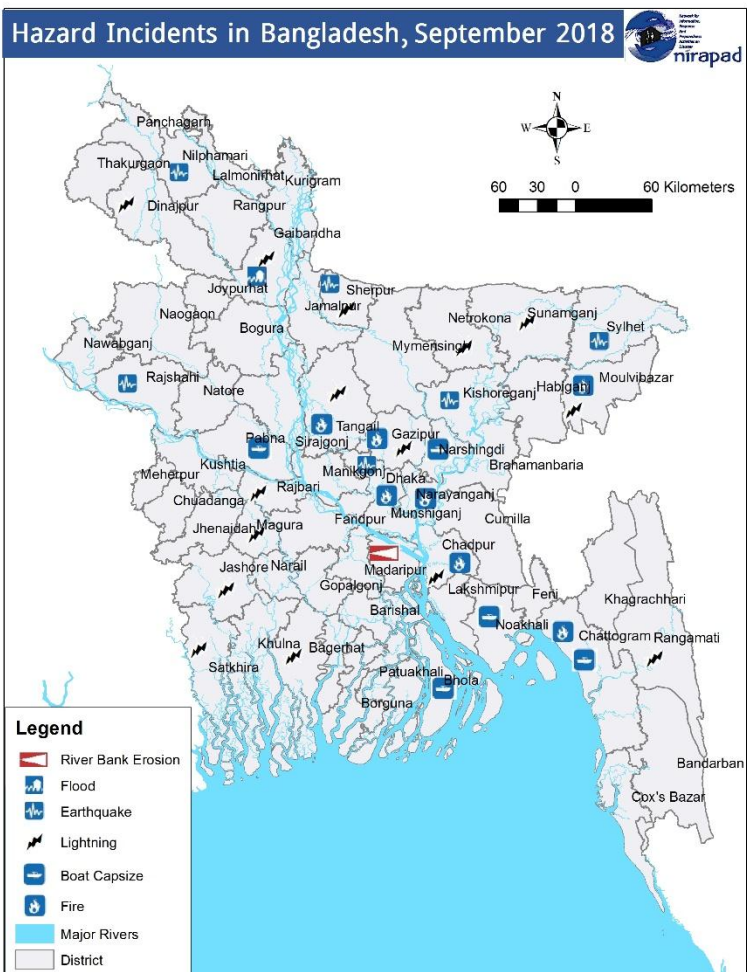 Hazard Incidents in Bangladesh, September 2018
nirapad
N
W E
S
60 30 0 60 Kilometers
Panchagarh
Nilphamari
Thakurgaon
Lalmonirhat
Kurigram
Dinajpur
Rangpur
Gaibandha
Joypurhat
Sherpur
Jamalpur
Naogaon
Bogura
Netrokona
Sunamganj
Sylhet
Nawabganj
Mymensingh
Rajshahi
Natore
Kishoreganj
Habiganj
Moulvibazar
Tangail
Sirajgonj
Gazipur
Pabna
Narshingdi
Kushtia
Manikgonj
Brahamanbaria
Meherpur
Dhaka
Rajbari
Narayanganj
Chuadanga
Munshiganj
Faridpur
Cumilla
Jhenaidah
Magura
Chadpur
Madaripur
Jashore
Narail
Gopalgonj
Lakshmipur
Feni
Khagrachhari
Barishal
Noakhali
Chattogram
Rangamati
Khulna
Bagerhat
Satkhira
Patuakhali
Bhola
Borguna
Bandarban
Cox's Bazar
Legend
River Bank Erosion
Flood
Earthquake
Lightning
Boat Capsize
Fire
Major Rivers
District